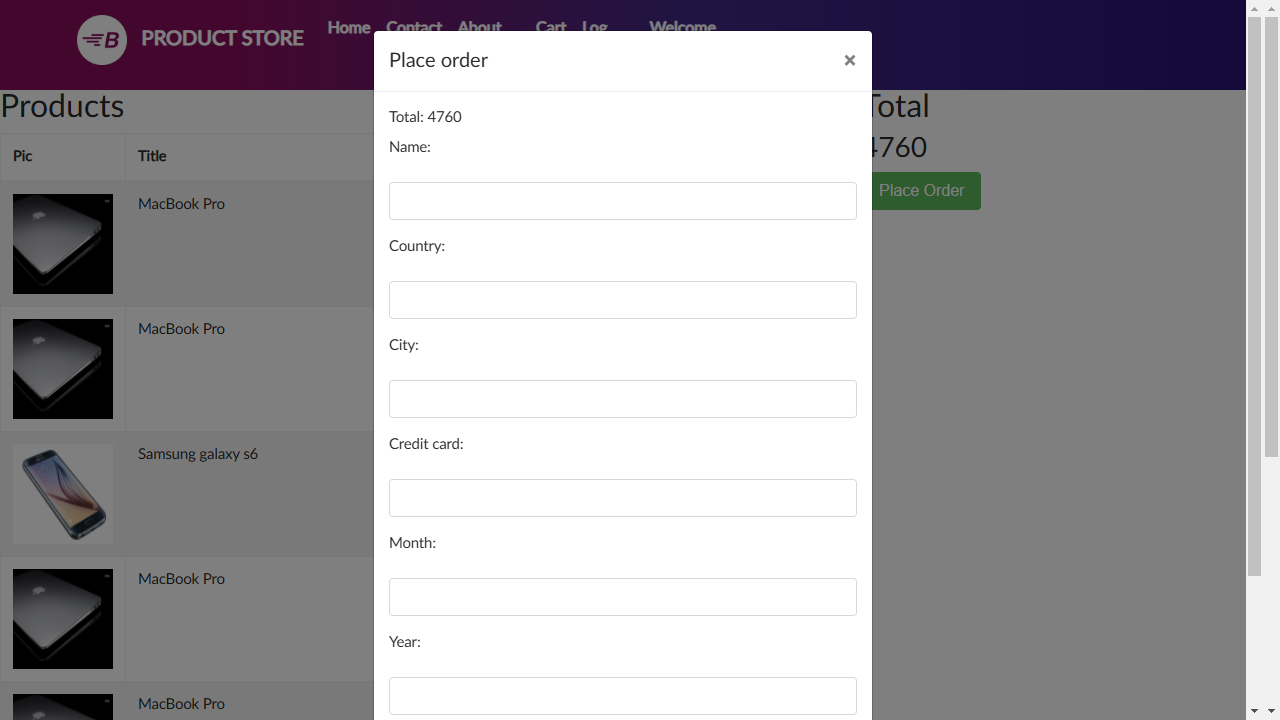 PRODUCT STORE
Home Contact About Cart Log Welcome
Place order ×
Products
Total
Total: 4760
4760
Name:
Pic Title
Place Order
MacBook Pro
Country:
MacBook Pro
City:
Credit card:
Samsung galaxy s6
Month:
MacBook Pro
Year:
MacBook Pro